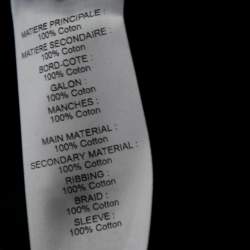 MATIERE PRINCIPALE :
100% Coton
MATIERE SECONDAIRE :
100% Coton
BORD-COTE :
100% Coton
GALON :
100% Coton
MANCHES :
100% Coton
MAIN MATERIAL :
100% Cotton
SECONDARY MATERIAL :
100% Cotton
RIBBING :
100% Cotton
BRAID :
100% Cotton
SLEEVE :
100% Cotton